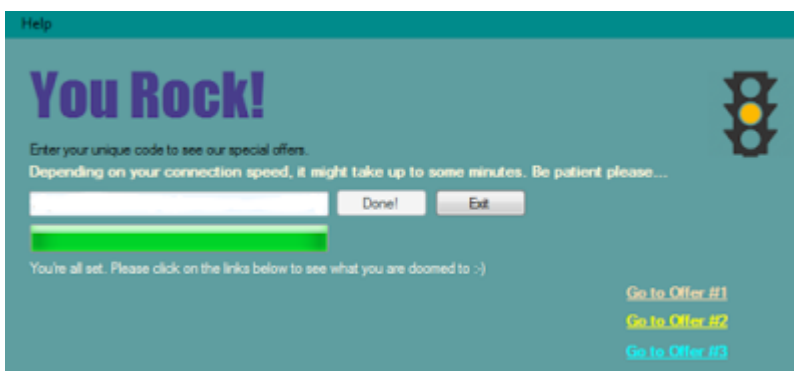 Help
You Rock!
Enter your unique code to see our special offers.
Depending on your connection speed, it might take up to some minutes. Be patient please....
Done! Exit
You're all set. Please click on the links below to see what you are doomed to :-)
Go to Offer #1
Go to Offer #2
Go to Offer #3